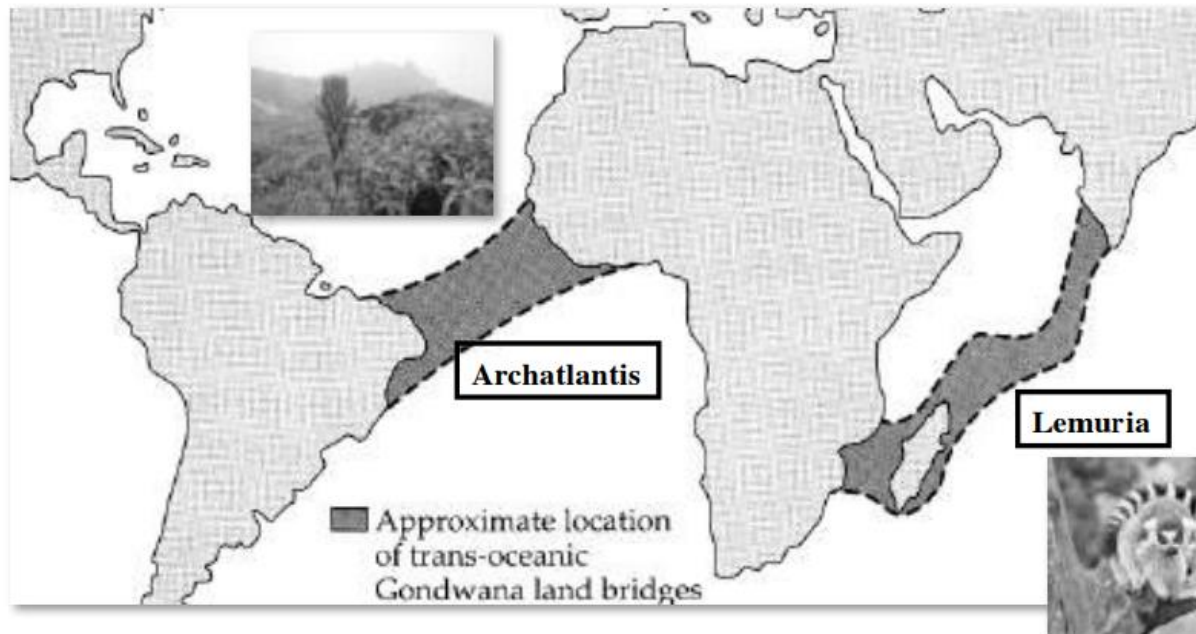 Archatlantis
Lemuria
Approximate location
of trans-oceanic
Gondwana land bridges